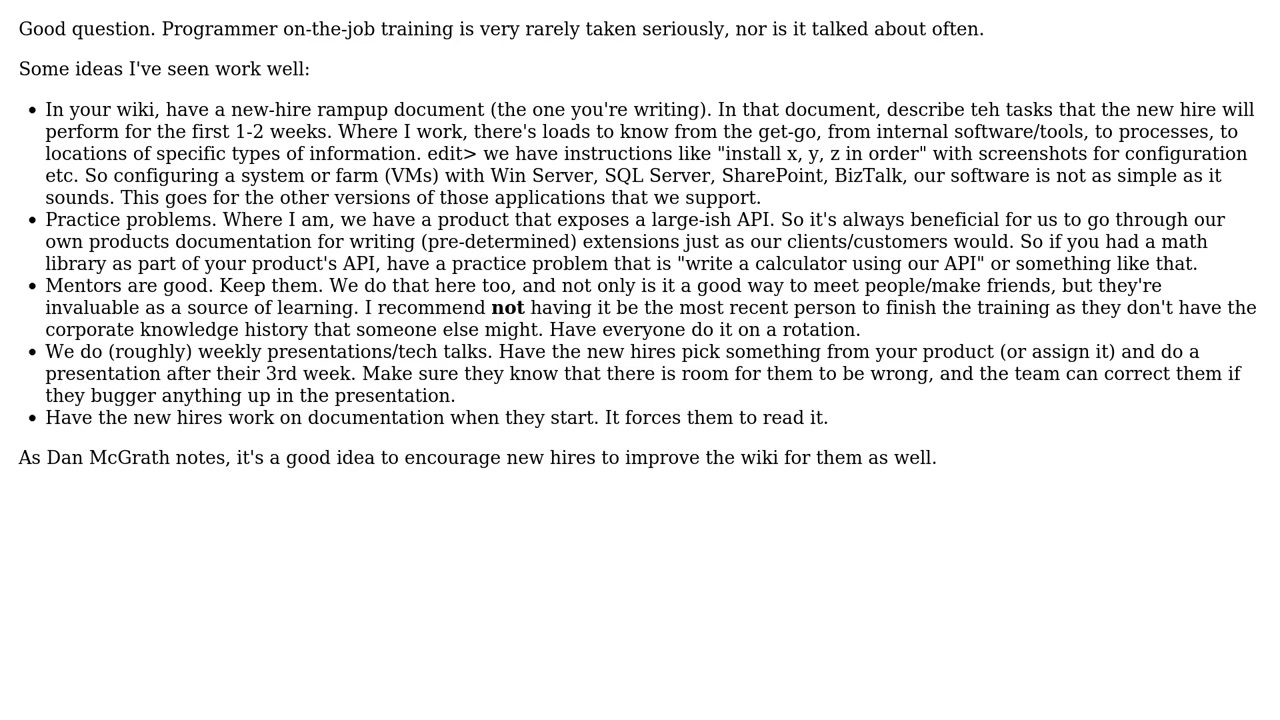 Good question. Programmer on-the-job training is very rarely taken seriously, nor is it talked about often.
Some ideas I've seen work well:
• In your wiki, have a new-hire rampup document (the one you're writing). In that document, describe teh tasks that the new hire will
perform for the first 1-2 weeks. Where I work, there's loads to know from the get-go, from internal software/tools, to processes, to
locations of specific types of information. edit> we have instructions like "install x, y, z in order" with screenshots for configuration
etc. So configuring a system or farm (VMs) with Win Server, SQL Server, SharePoint, BizTalk, our software is not as simple as it
sounds. This goes for the other versions of those applications that we support.
• Practice problems. Where I am, we have a product that exposes a large-ish API. So it's always beneficial for us to go through our
own products documentation for writing (pre-determined) extensions just as our clients/customers would. So if you had a math
library as part of your product's API, have a practice problem that is "write a calculator using our API" or something like that.
• Mentors are good. Keep them. We do that here too, and not only is it a good way to meet people/make friends, but they're
invaluable as a source of learning. I recommend not having it be the most recent person to finish the training as they don't have the
corporate knowledge history that someone else might. Have everyone do it on a rotation.
• We do (roughly) weekly presentations/tech talks. Have the new hires pick something from your product (or assign it) and do a
presentation after their 3rd week. Make sure they know that there is room for them to be wrong, and the team can correct them if
they bugger anything up in the presentation.
• Have the new hires work on documentation when they start. It forces them to read it.
As Dan McGrath notes, it's a good idea to encourage new hires to improve the wiki for them as well.